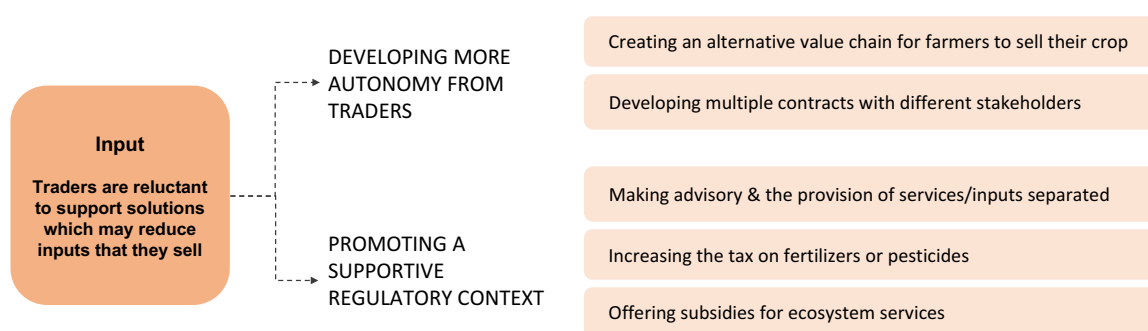 Input
Traders are reluctant
to support solutions
which may reduce
inputs that they sell
DEVELOPING MORE
AUTONOMY FROM
TRADERS
Creating an alternative value chain for farmers to sell their crop
Developing multiple contracts with different stakeholders
PROMOTING A
SUPPORTIVE
REGULATORY CONTEXT
Making advisory & the provision of services/inputs separated
Increasing the tax on fertilizers or pesticides
Offering subsidies for ecosystem services